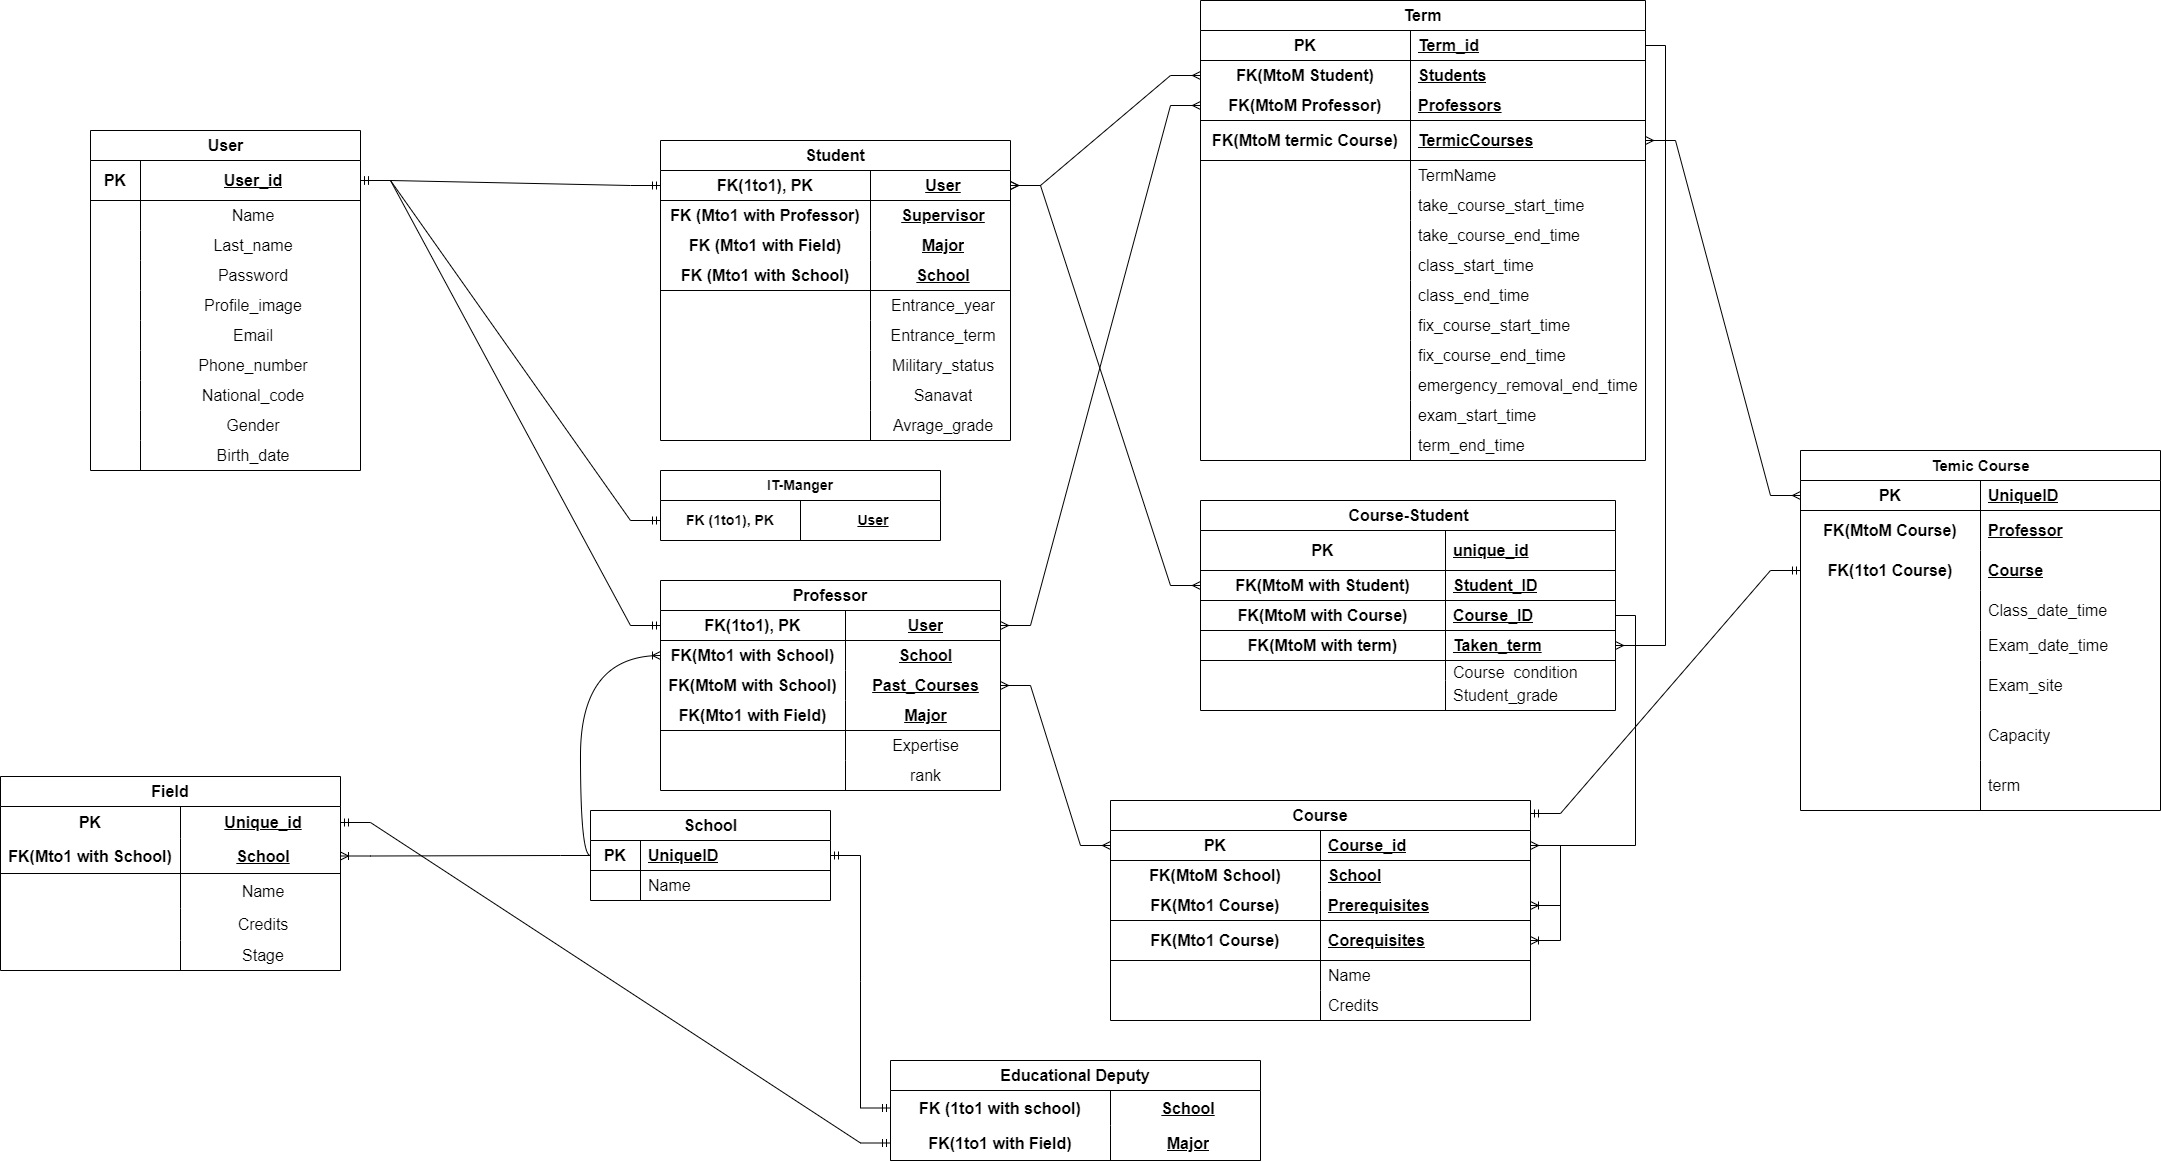 Term
PK Term_id
FK(MtoM Student) Students
FK(MtoM Professor) Professors
FK(MtoM termic Course) TermicCourses
TermName
take_course_start_time
take_course_end_time
class_start_time
class_end_time
fix_course_start_time
fix_course_end_time
emergency_removal_end_time
exam_start_time
term_end_time
User
PK User_id
Name
Last_name
Password
Profile_image
Email
Phone_number
National_code
Gender
Birth_date
Student
FK(1to1), PK User
FK (Mto1 with Professor) Supervisor
FK (Mto1 with Field) Major
FK (Mto1 with School) School
Entrance_year
Entrance_term
Military_status
Sanavat
Avrage_grade
IT-Manger
FK (1to1), PK User
Temic Course
PK UniqueID
FK(MtoM Course) Professor
FK(1to1 Course) Course
Class_date_time
Exam_date_time
Exam_site
Capacity
term
Course-Student
PK unique_id
FK(MtoM with Student) Student_ID
FK(MtoM with Course) Course_ID
FK(MtoM with term) Taken_term
Course condition
Student_grade
Professor
FK(1to1), PK User
FK(Mto1 with School) School
FK(MtoM with School) Past_Courses
FK(Mto1 with Field) Major
Expertise
rank
Field
PK Unique_id
FK(Mto1 with School) School
Name
Credits
Stage
School
PK UniqueID
Name
Course
PK Course_id
FK(MtoM School) School
FK(Mto1 Course) Prerequisites
FK(Mto1 Course) Corequisites
Name
Credits
Educational Deputy
FK (1to1 with school) School
FK(1to1 with Field) Major